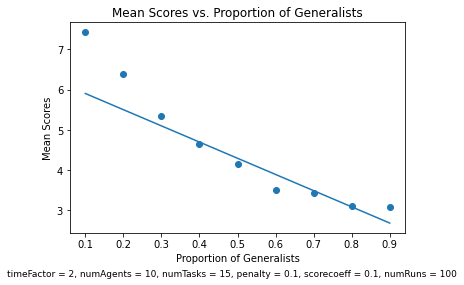 Mean Scores vs. Proportion of Generalists
7
6
5
4
3
Mean Scores
0.1 0.2 0.3 0.4 0.5 0.6 0.7 0.8 0.9
Proportion of Generalists
timeFactor = 2, numAgents = 10, numTasks = 15, penalty = 0.1, scorecoeff = 0.1, numRuns = 100